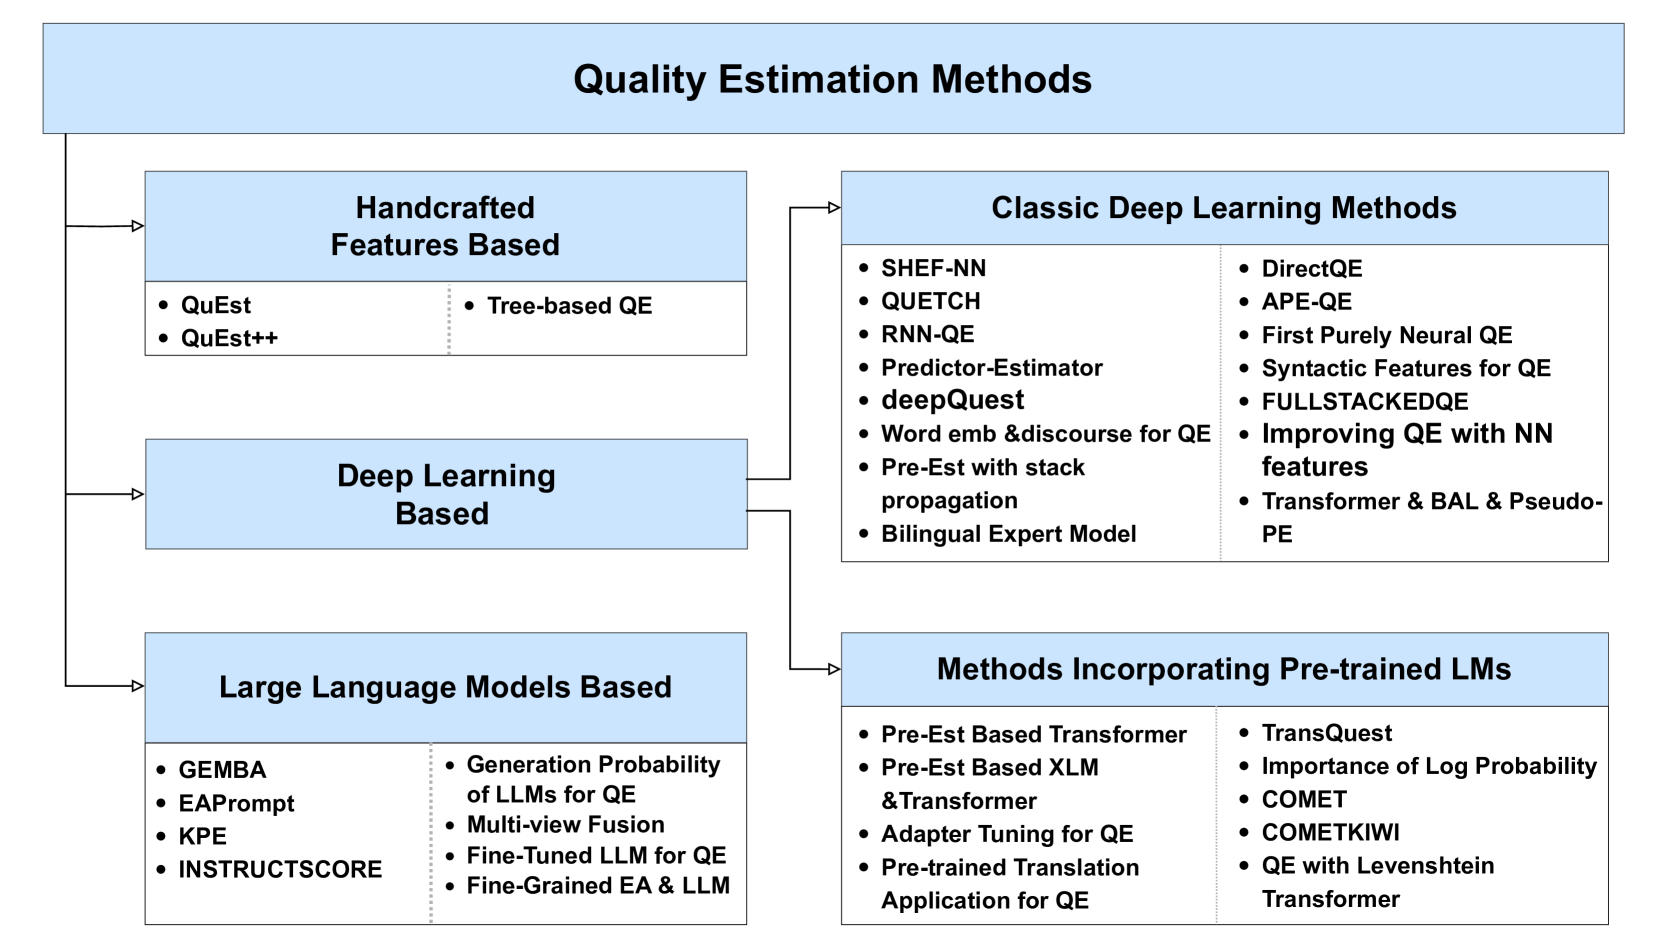 Quality Estimation Methods
Handcrafted
Features Based
• QuEst
• QuEst++
• Tree-based QE
Deep Learning
Based
Large Language Models Based
• GEMBA
• EAPrompt
• KPE
• INSTRUCTSCORE
• Generation Probability
of LLMs for QE
• Multi-view Fusion
• Fine-Tuned LLM for QE
• Fine-Grained EA & LLM
Classic Deep Learning Methods
• SHEF-NN
• QUETCH
• RNN-QE
• Predictor-Estimator
• deepQuest
• Word emb &discourse for QE
• Pre-Est with stack
propagation
• Bilingual Expert Model
• DirectQE
• APE-QE
• First Purely Neural QE
• Syntactic Features for QE
• FULLSTACKEDQE
• Improving QE with NN
features
• Transformer & BAL & Pseudo-
PE
Methods Incorporating Pre-trained LMs
• Pre-Est Based Transformer
• Pre-Est Based XLM
&Transformer
• Adapter Tuning for QE
• Pre-trained Translation
Application for QE
• TransQuest
• Importance of Log Probability
• COMET
• COMETKIWI
• QE with Levenshtein
Transformer